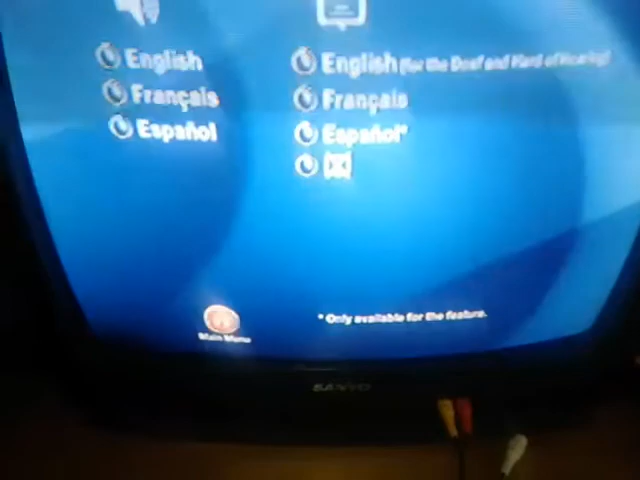 English
Français
Español
English (for the Deaf and Hard of Hearing)
Français
Español*
Main Menu
* Only available for the feature.
SANYO